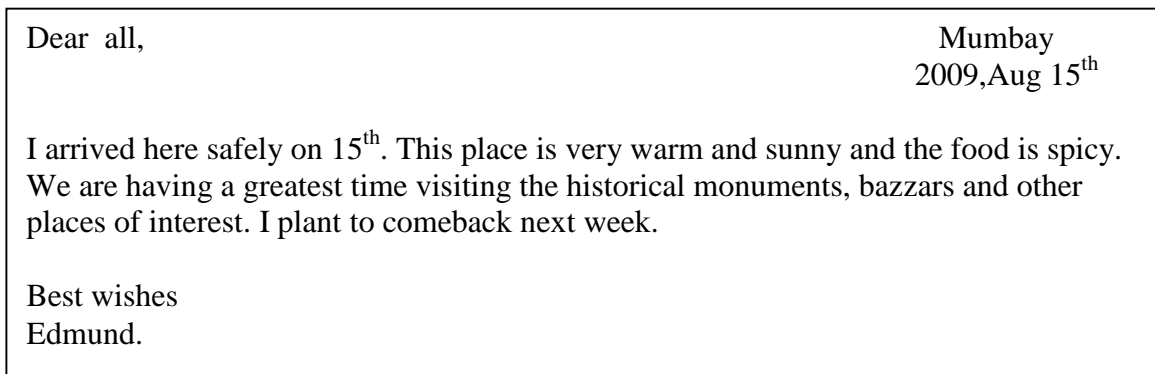 Dear all, Mumbay
2009,Aug 15th
I arrived here safely on 15th. This place is very warm and sunny and the food is spicy.
We are having a greatest time visiting the historical monuments, bazzars and other
places of interest. I plant to comeback next week.
Best wishes
Edmund.